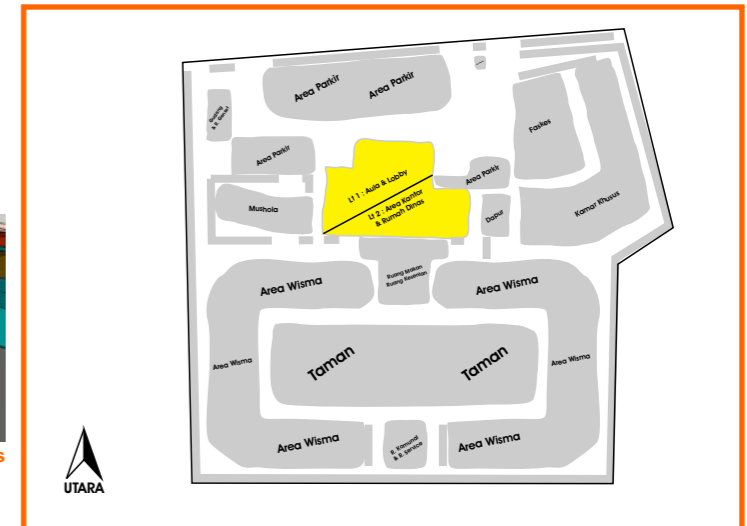 Area Parkir
Area Parkir
Gudang
& R. Genset
Faskes
Area Parkir
Lt 1 : Aula & Lobby
Lt 2 : Area Kantor
& Rumah Dinas
Area Parkir
Mushola
Dapur
Kamar Khusus
Ruang Makan
Ruang Kesenian
Area Wisma
Area Wisma
Area Wisma
Taman
Taman
Area Wisma
Area Wisma
R. Komunal
& R. Service
Area Wisma
UTARA
s